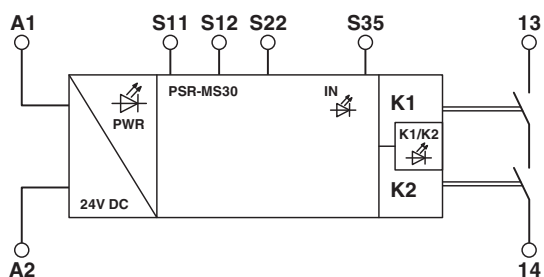 A1 S11 S12 S22 S35 13
PSR-MS30 IN
PWR
K1
K1/K2
K2
24V DC
A2 14